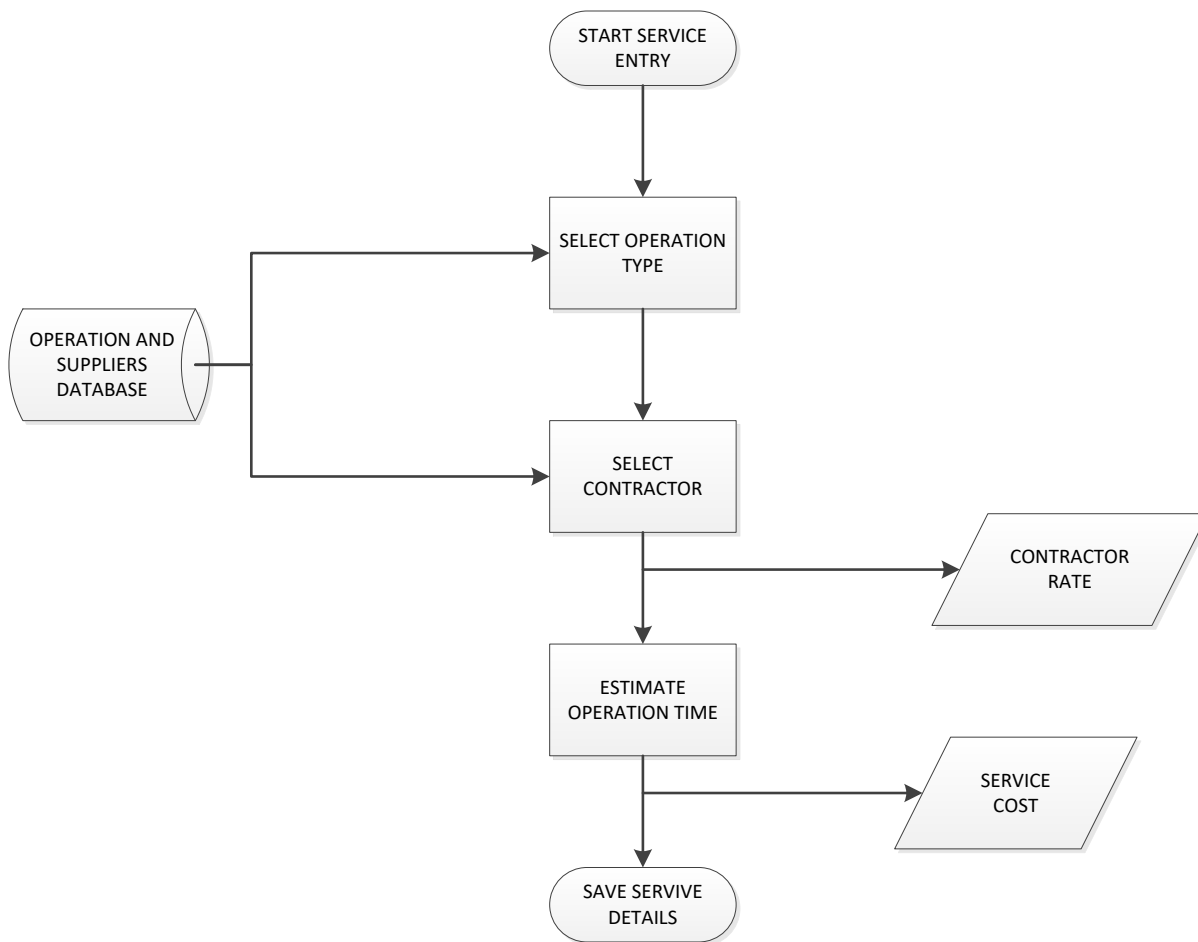 START SERVICE
ENTRY
SELECT OPERATION
TYPE
OPERATION AND
SUPPLIERS
DATABASE
SELECT
CONTRACTOR
CONTRACTOR
RATE
ESTIMATE
OPERATION TIME
SERVICE
COST
SAVE SERVIVE
DETAILS